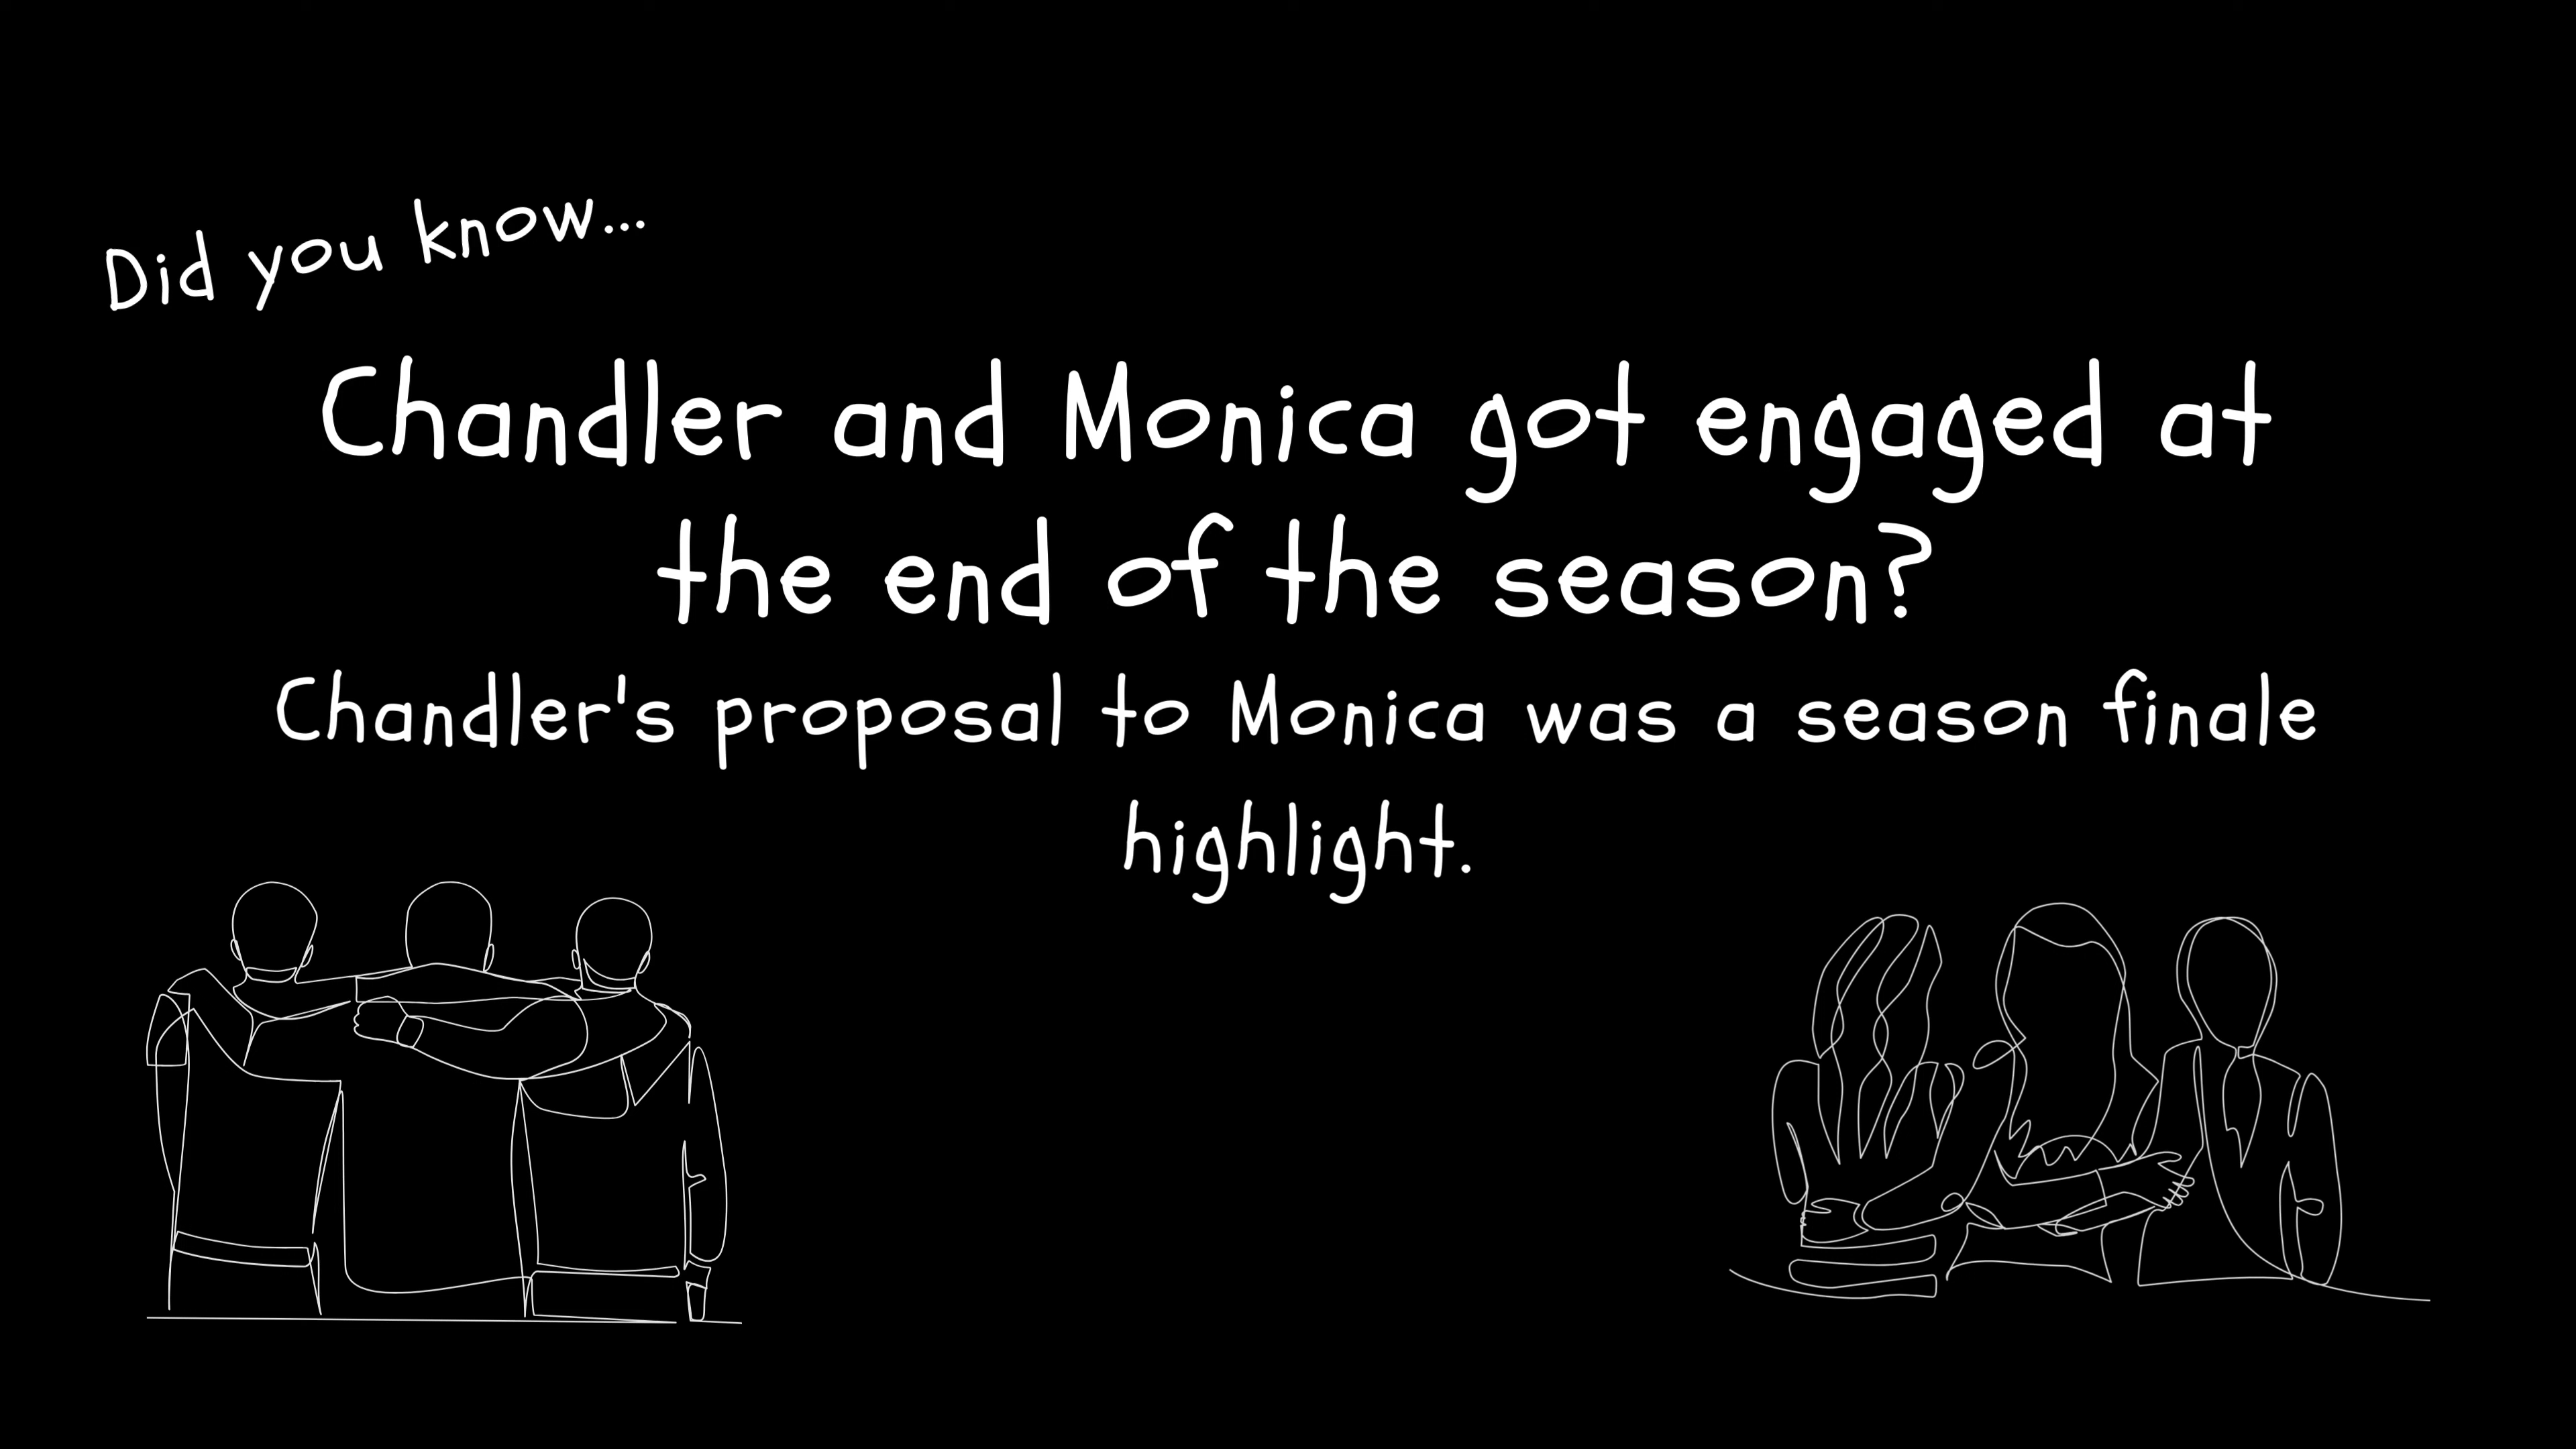 Did you know...
Chandler and Monica got engaged at
the end of the season?
Chandler's proposal to Monica was a season finale
highlight.